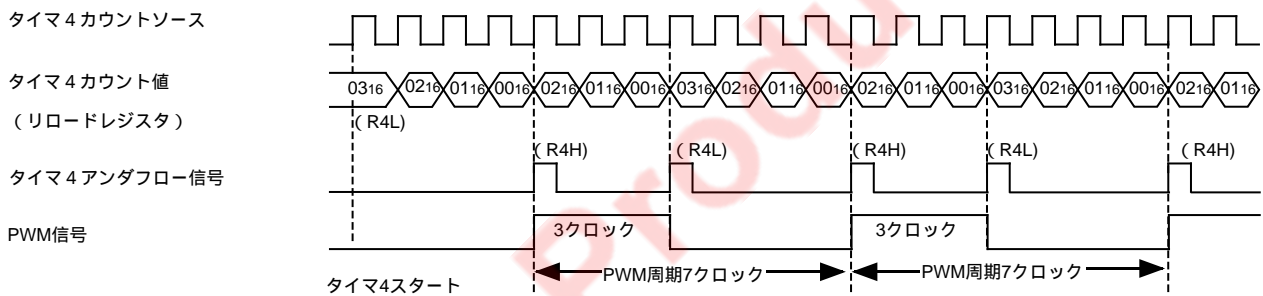 タイマ4カウントソース
タイマ4カウント値
0316 0216 0116 0016 0216 0116 0016 0316 0216 0116 0016 0216 0116 0016 0316 0216 0116 0016 0216 0116
(リロードレジスタ)
(R4L)
(R4H) (R4L) (R4H) (R4L) (R4H)
タイマ4アンダフロー信号
PWM信号
3クロック 3クロック
PWM周期7クロック PWM周期7クロック
タイマ4スタート
Produ